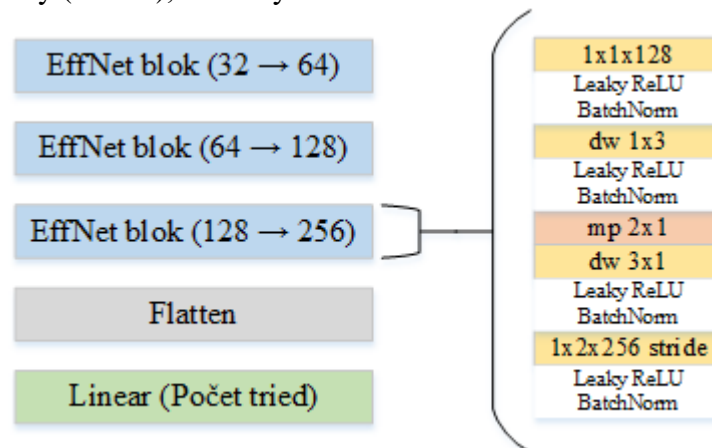 EffNet blok (32 → 64)
EffNet blok (64 → 128)
EffNet blok (128 → 256)
Flatten
Linear (Počet tried)
1x1x128
Leaky ReLU
BatchNorm
dw 1x3
Leaky ReLU
BatchNorm
mp 2x1
dw 3x1
Leaky ReLU
BatchNorm
1x2x256 stride
Leaky ReLU
BatchNorm